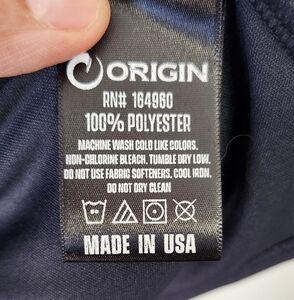 ORIGIN
RN# 164960
100% POLYESTER
MACHINE WASH COLD LIKE COLORS.
NON-CHLORINE BLEACH. TUMBLE DRY LOW.
DO NOT USE FABRIC SOFTENERS. COOL IRON.
DO NOT DRY CLEAN
MADE IN USA